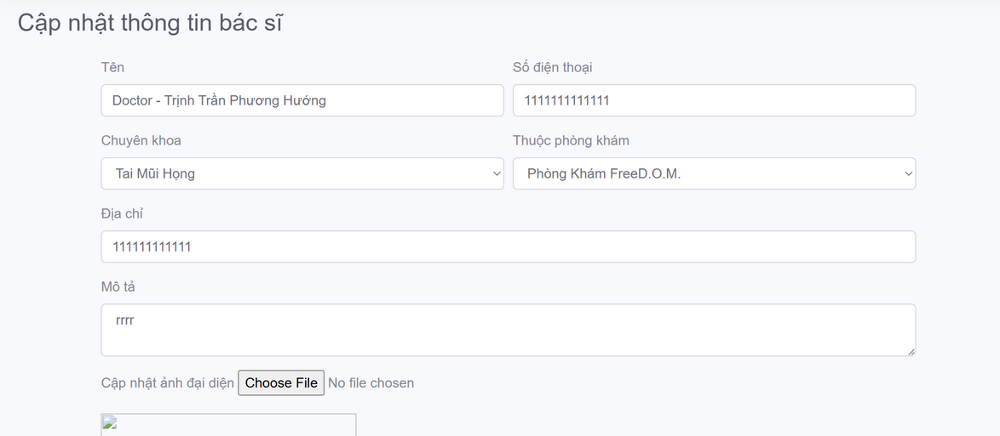 Cập nhật thông tin bác sĩ
Tên
Số điện thoại
Doctor - Trịnh Trần Phương Hướng
1111111111111
Chuyên khoa
Thuộc phòng khám
Tai Mũi Họng
Phòng Khám FreeD.O.M.
Địa chỉ
111111111111
Mô tả
rrrr
Cập nhật ảnh đại diện Choose File No file chosen